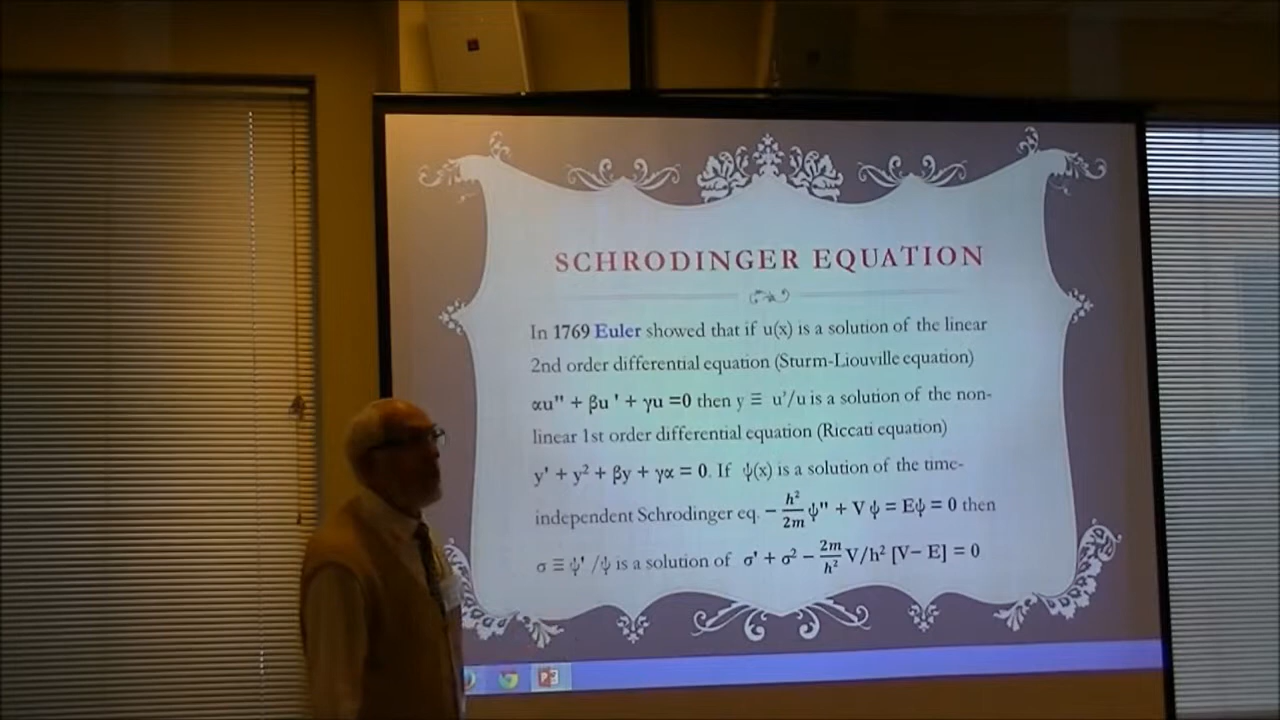 SCHRODINGER EQUATION
In 1769 Euler showed that if u(x) is a solution of the linear
2nd order differential equation (Sturm-Liouville equation)
αu" + βu ' + γu =0 then y ≡ u'/u is a solution of the non-
linear 1st order differential equation (Riccati equation)
y' + y² + βy + γα = 0. If ψ(x) is a solution of the time-
independent Schrodinger eq. − h²/2m ψ" + V ψ = Eψ = 0 then
σ ≡ ψ' /ψ is a solution of σ' + σ² − 2m/h² V/h² [V− E] = 0